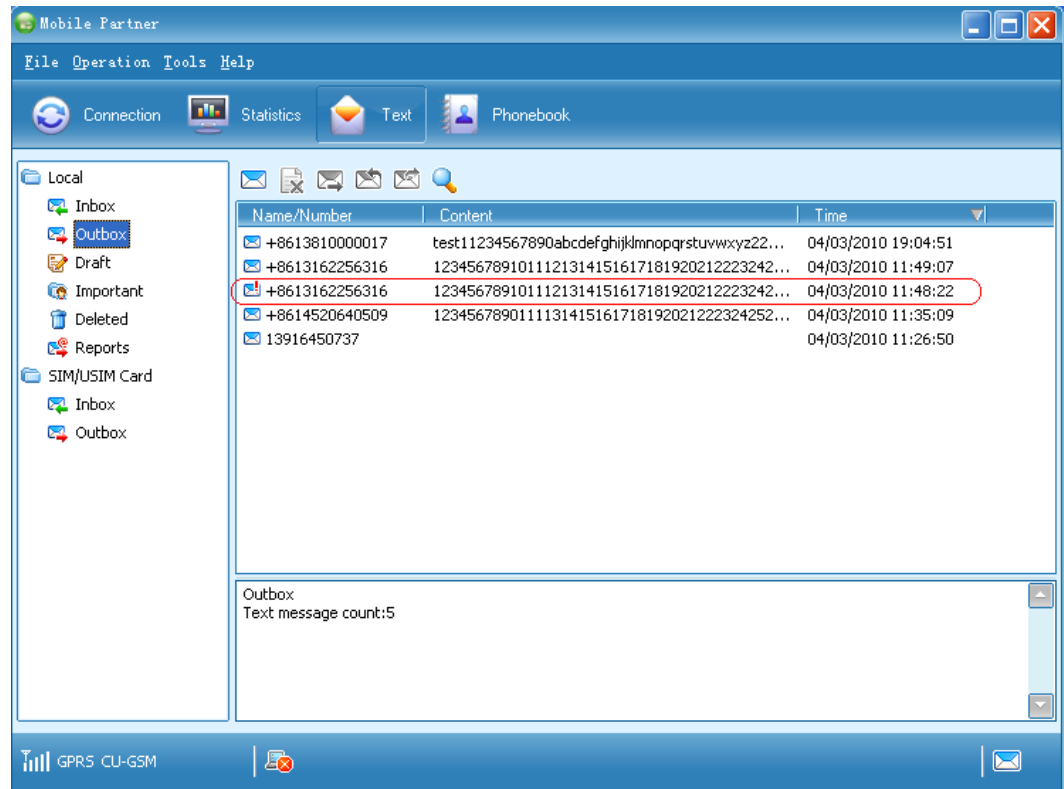 Mobile Partner
File Operation Tools Help
Connection Statistics Text Phonebook
Local
Inbox
Outbox
Draft
Important
Deleted
Reports
SIM/USIM Card
Inbox
Outbox
Name/Number Content Time
+8613810000017 test11234567890abcdefghijklmnopqrstuvwxyz22... 04/03/2010 19:04:51
+8613162256316 1234567891011121314151617181920212223242... 04/03/2010 11:49:07
+8613162256316 1234567891011121314151617181920212223242... 04/03/2010 11:48:22
+8614520640509 1234567890111131415161718192021222324252... 04/03/2010 11:35:09
13916450737 04/03/2010 11:26:50
Outbox
Text message count:5
GPRS CU-GSM